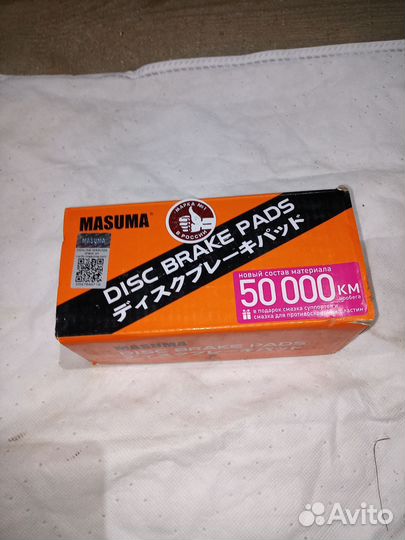 MASUMA
МАРКА №1
В РОССИИ
MASUMA
DISC BRAKE PADS
ディスクブレーキパッド
новый состав материала
50 000 КМ
пробега
в подарок смазка суппортов и
смазка для противоскрипных пластин
MASUMA
DISC BRAKE PADS
Avito